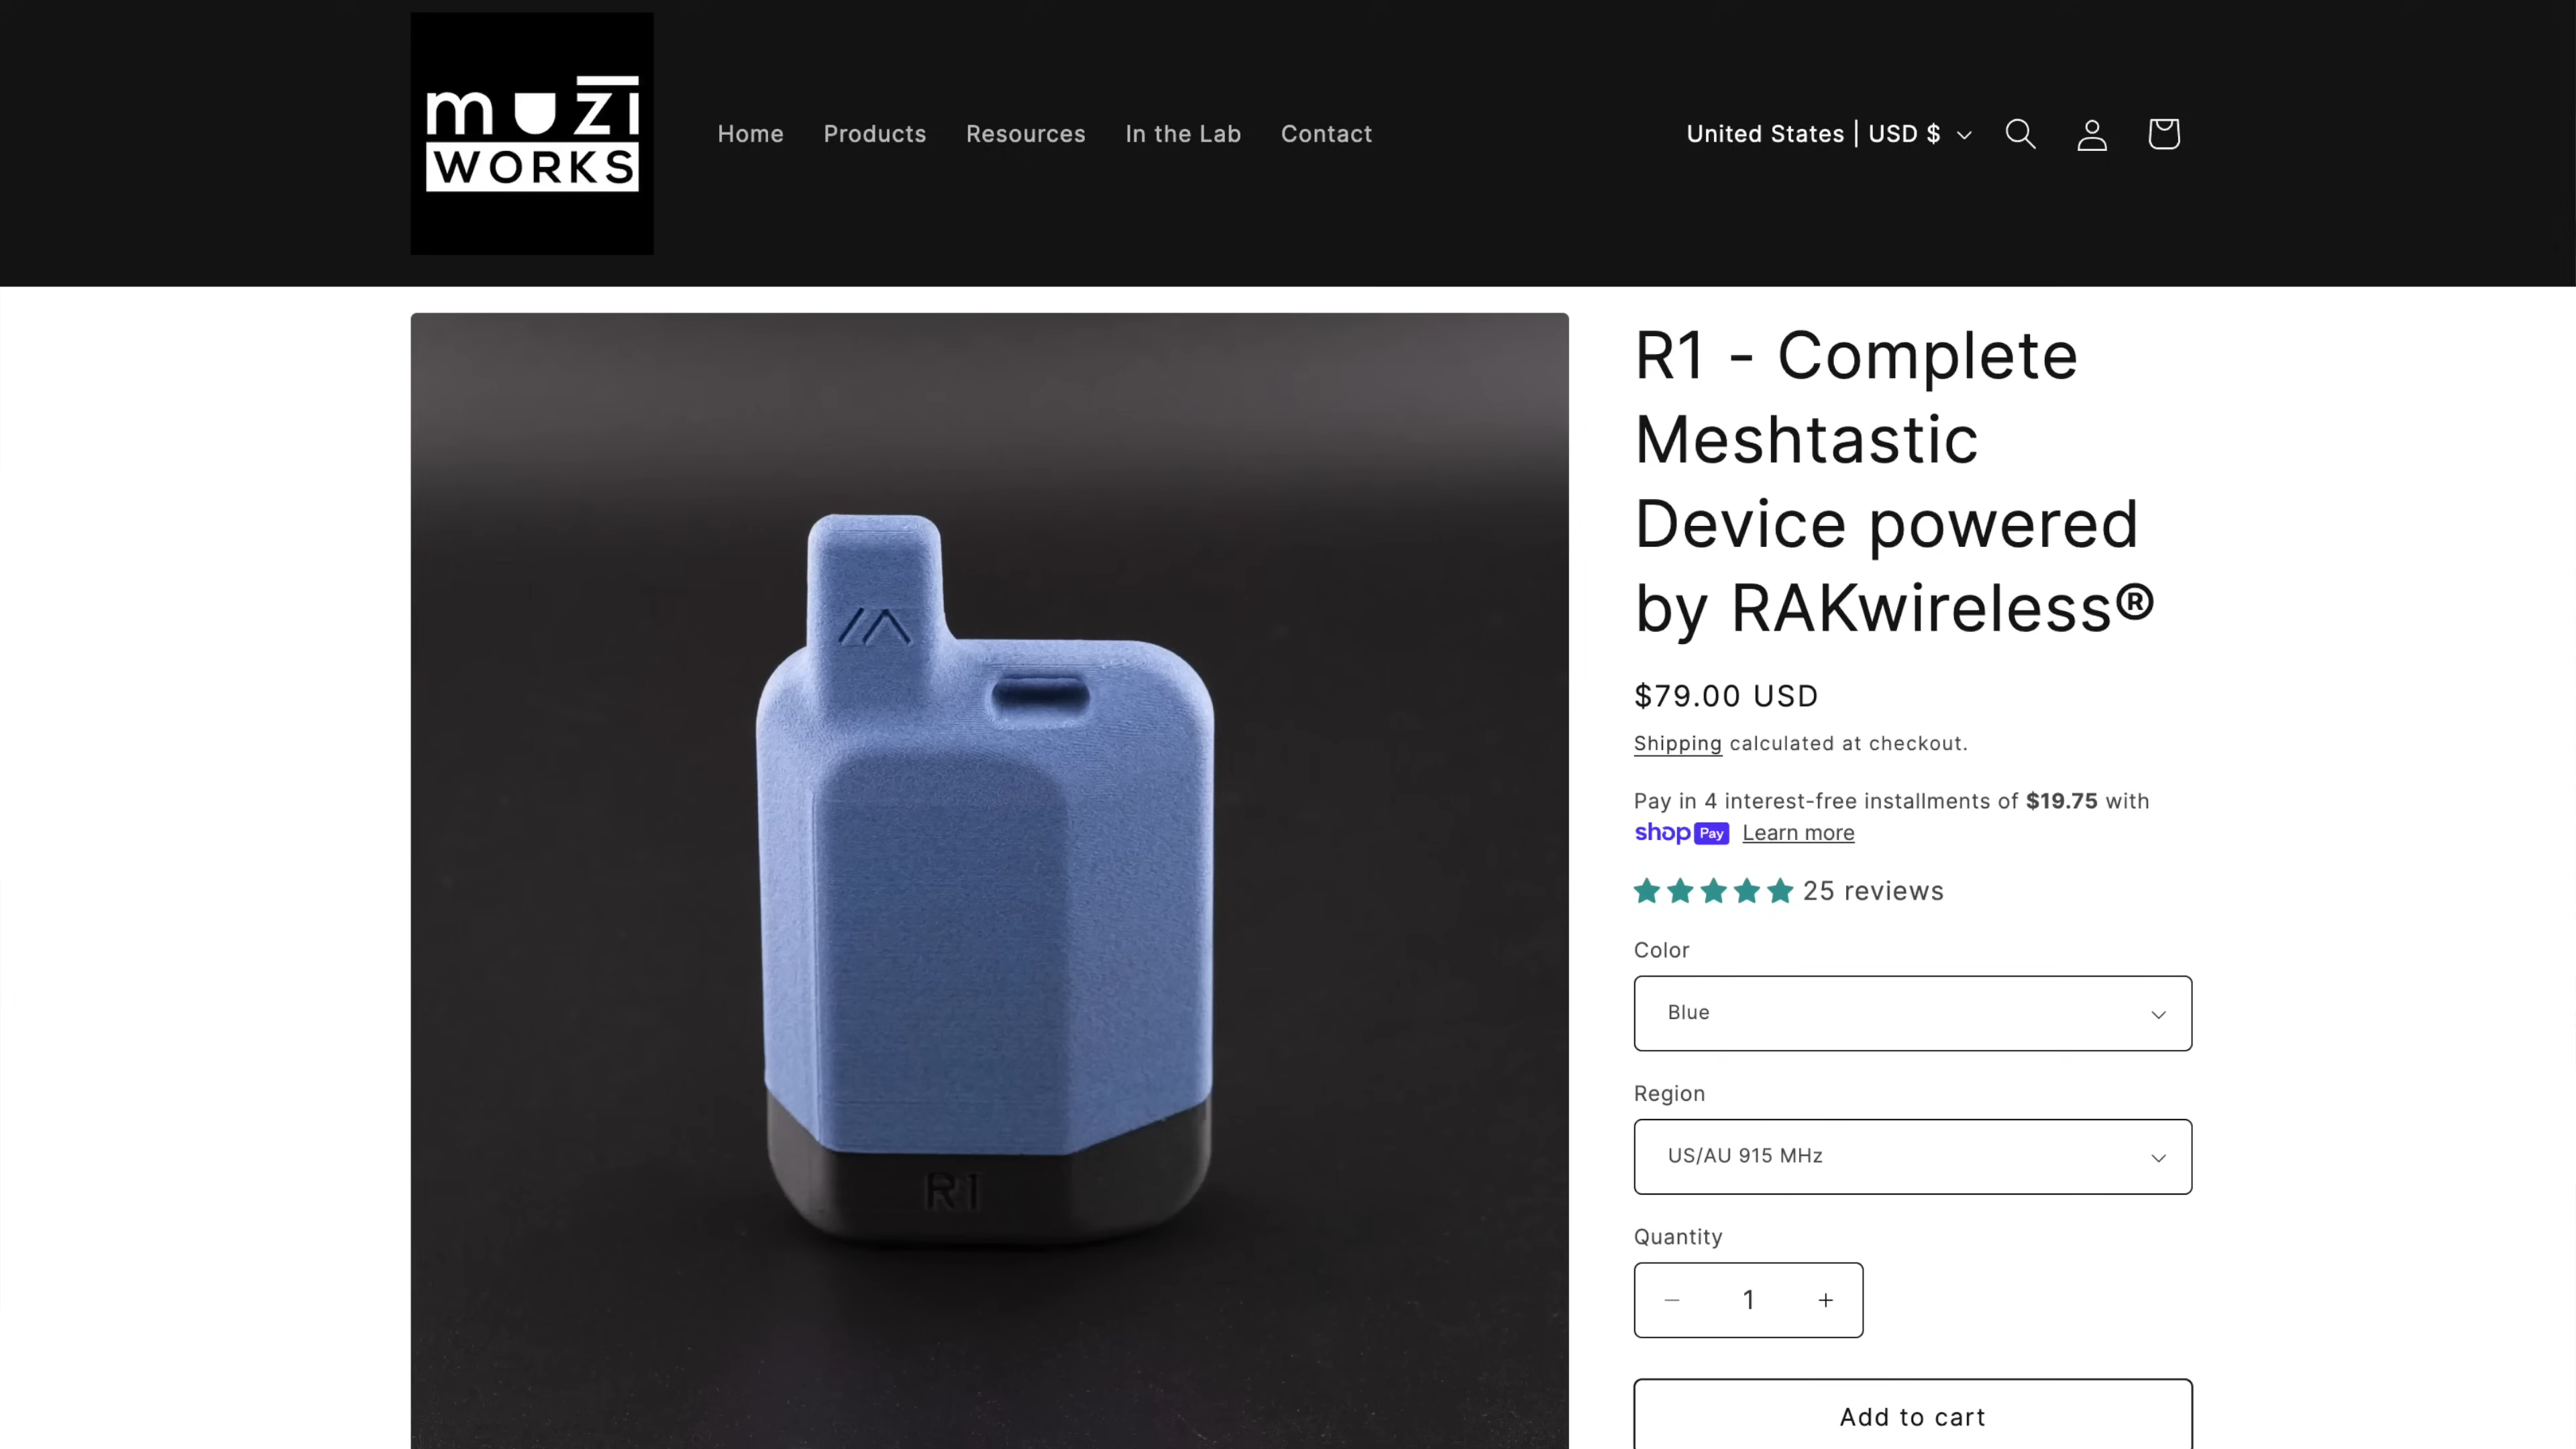 muzi
WORKS
Home
Products
Resources
In the Lab
Contact
United States | USD $
R1 - Complete
Meshtastic
Device powered
by RAKwireless®
$79.00 USD
Shipping calculated at checkout.
Pay in 4 interest-free installments of $19.75 with
shop Pay Learn more
25 reviews
Color
Blue
Region
US/AU 915 MHz
Quantity
1
Add to cart
R1